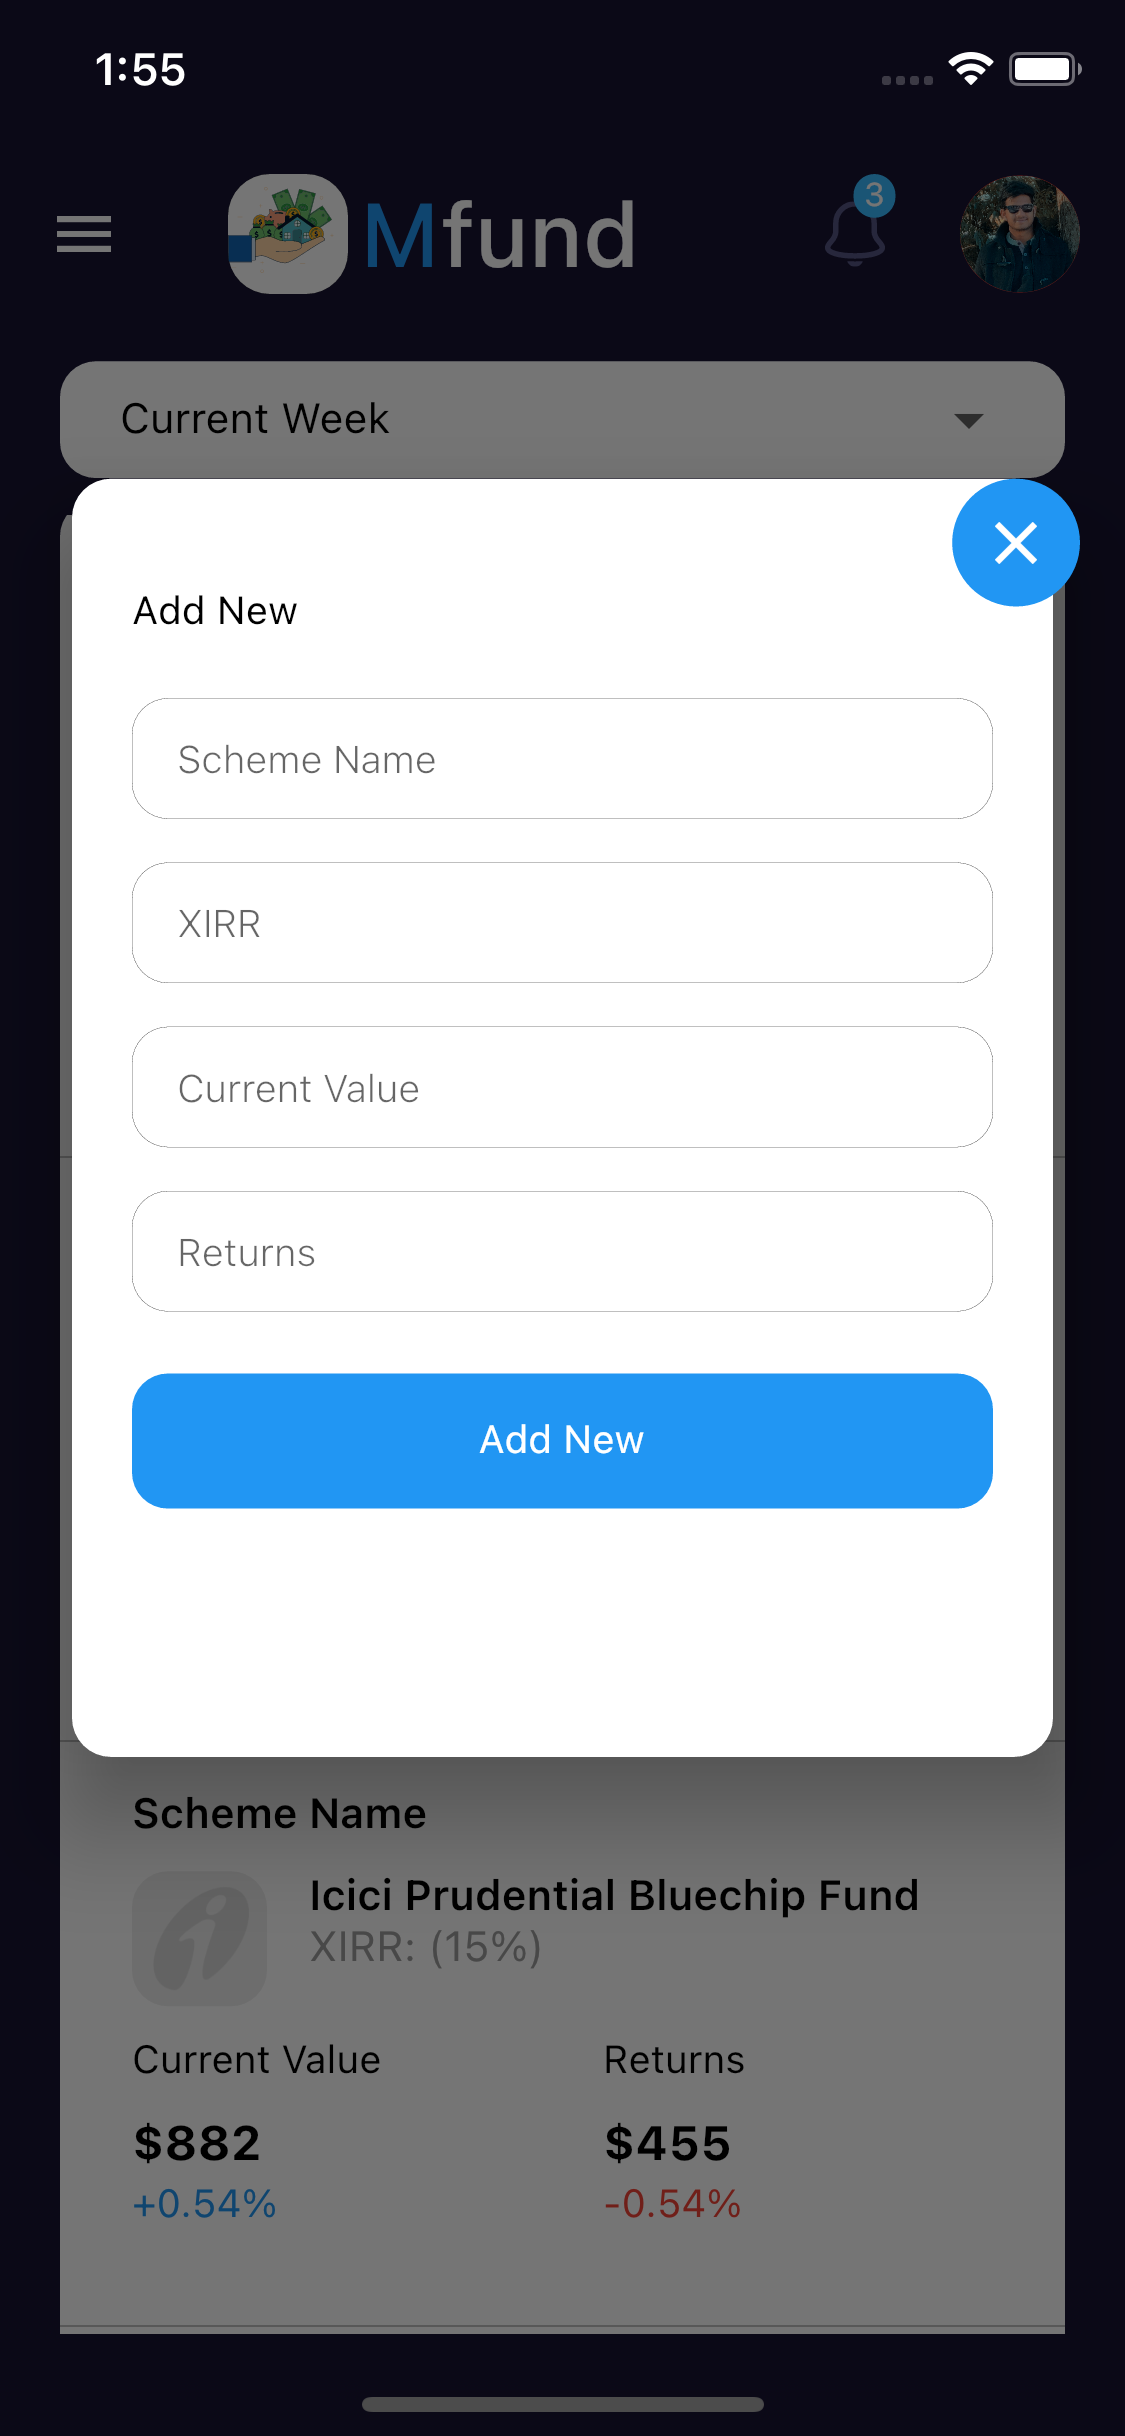 1:55
Mfund
3
Current Week
Add New
Scheme Name
XIRR
Current Value
Returns
Add New
Scheme Name
Icici Prudential Bluechip Fund
XIRR: (15%)
Current Value Returns
$882 $455
+0.54% -0.54%